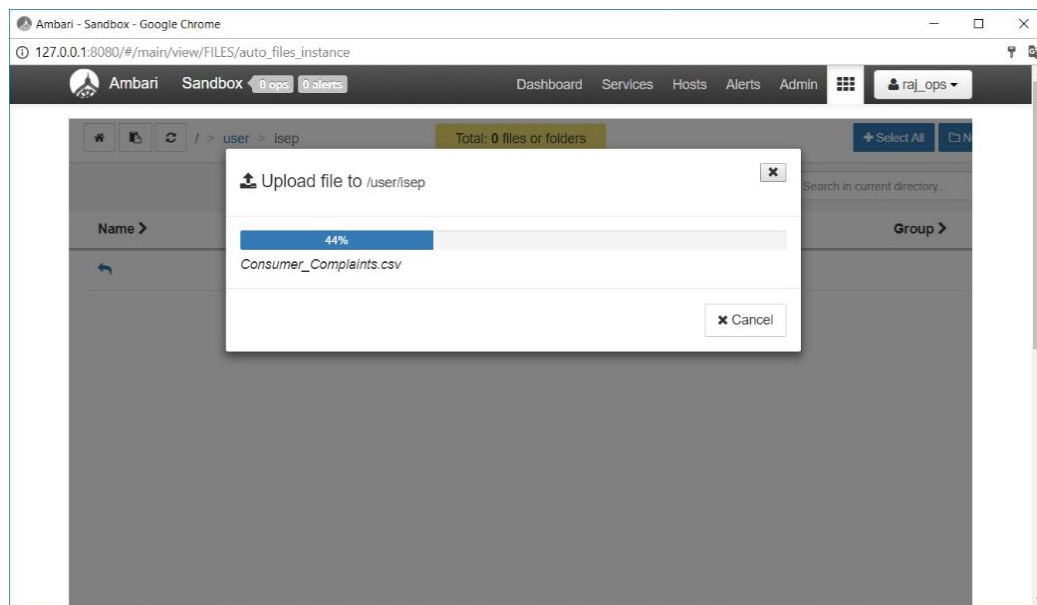 Ambari - Sandbox - Google Chrome
127.0.0.1:8080/#/main/view/FILES/auto_files_instance
Ambari Sandbox 0 ops 0 alerts Dashboard Services Hosts Alerts Admin raj_ops
/ > user > isep Total: 0 files or folders + Select All
Upload file to /user/isep
Search in current directory...
Name Group
44%
Consumer_Complaints.csv
Cancel